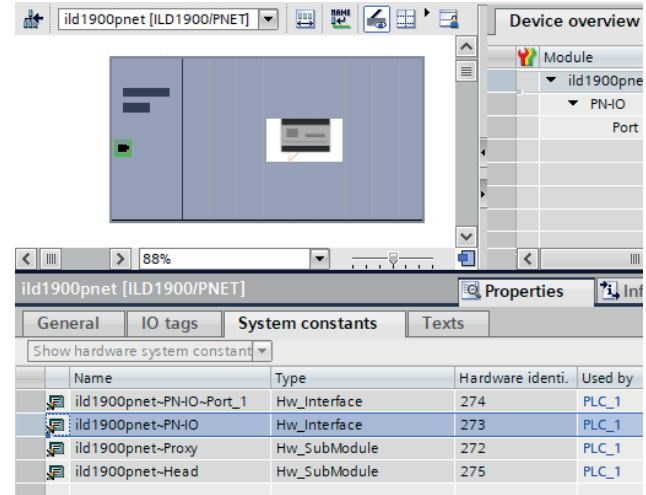 ild1900pnet [ILD1900/PNET]
NAME
Device overview
Module
ild1900pne
PN-IO
Port
88%
ild1900pnet [ILD1900/PNET]
Properties
Inf
General IO tags System constants Texts
Show hardware system constant
Name Type Hardware identi. Used by
ild1900pnet~PN-IO~Port_1 Hw_Interface 274 PLC_1
ild1900pnet~PN-IO Hw_Interface 273 PLC_1
ild1900pnet~Proxy Hw_SubModule 272 PLC_1
ild1900pnet~Head Hw_SubModule 275 PLC_1